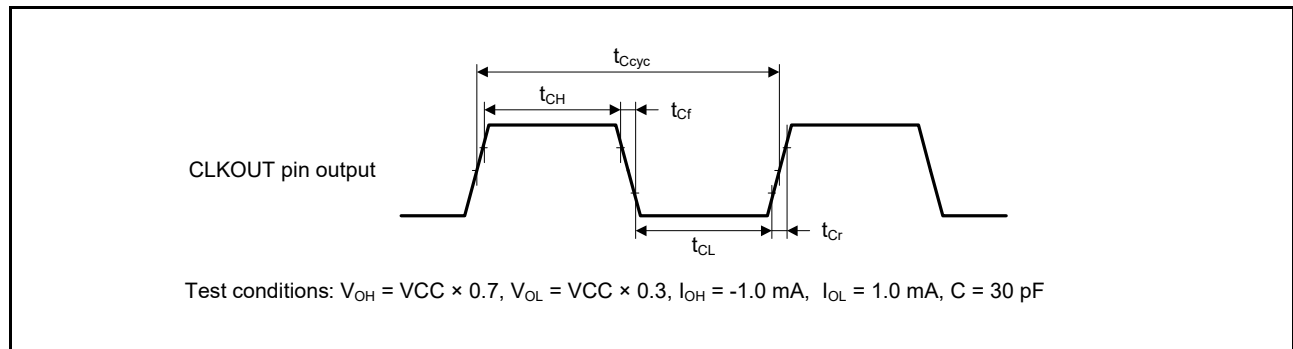 tCcyc
tCH
tCf
CLKOUT pin output
tCL
tCr
Test conditions: VOH = VCC × 0.7, VOL = VCC × 0.3, IOH = -1.0 mA, IOL = 1.0 mA, C = 30 pF